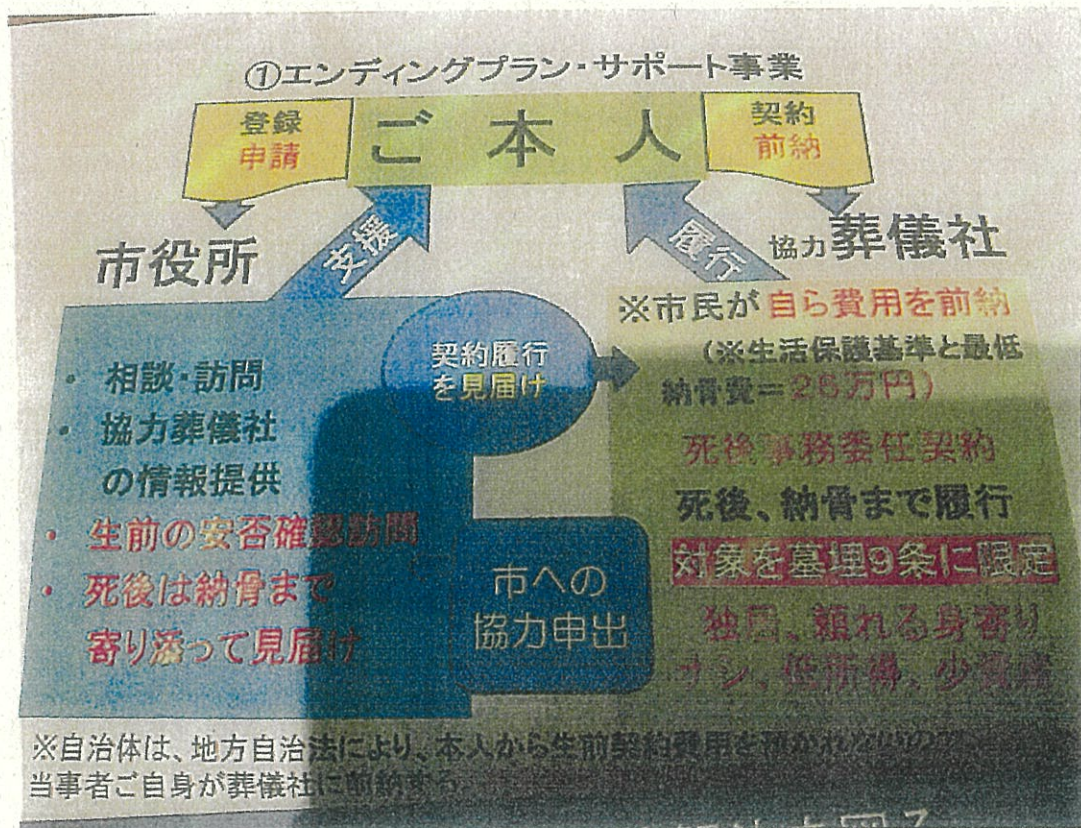 ①エンディングプラン・サポート事業
登録
申請
ご本人
契約
前納
市役所
支援
履行
協力 葬儀社
・相談・訪問
・協力葬儀社
の情報提供
・生前の安否確認訪問
・死後は納骨まで
寄り添って見届け
契約履行
を見届け
市への
協力申出
※市民が自ら費用を前納
(※生活保護基準と最低
納骨費=26万円)
死後事務委任契約
死後、納骨まで履行
対象を墓埋9条に限定
独居、頼れる身寄り
ナシ、低所得、少資産
※自治体は、地方自治法により、本人から生前契約費用を
当事者ご自身が葬儀社に前納する